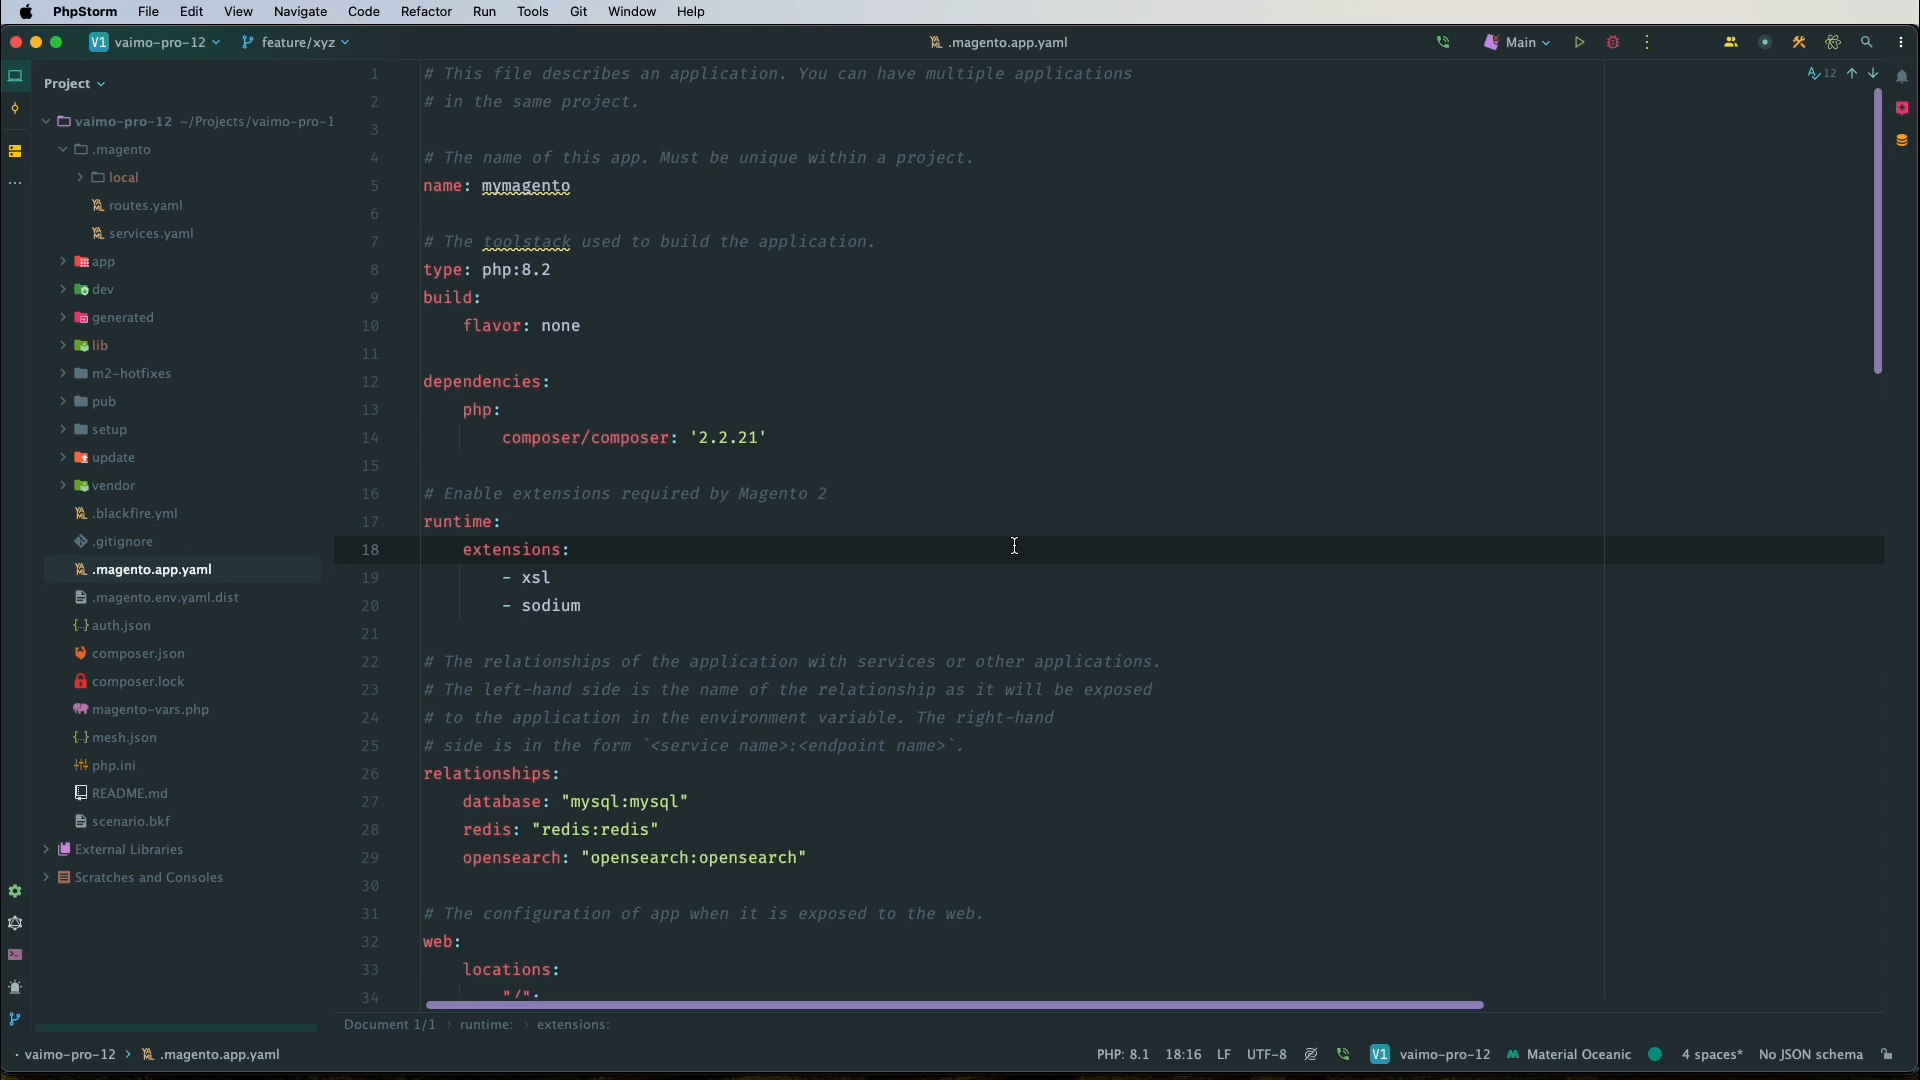 PhpStorm File Edit View Navigate Code Refactor Run Tools Git Window Help
V1 vaimo-pro-12 feature/xyz .magento.app.yaml Main
Project
vaimo-pro-12 ~/Projects/vaimo-pro-1
.magento
local
routes.yaml
services.yaml
app
dev
generated
lib
m2-hotfixes
pub
setup
update
vendor
.blackfire.yml
.gitignore
.magento.app.yaml
.magento.env.yaml.dist
auth.json
composer.json
composer.lock
magento-vars.php
mesh.json
php.ini
README.md
scenario.bkf
External Libraries
Scratches and Consoles
12
1 # This file describes an application. You can have multiple applications
2 # in the same project.
3
4 # The name of this app. Must be unique within a project.
5 name: mymagento
6
7 # The toolstack used to build the application.
8 type: php:8.2
9 build:
10     flavor: none
11
12 dependencies:
13     php:
14         composer/composer: '2.2.21'
15
16 # Enable extensions required by Magento 2
17 runtime:
18     extensions:
19         - xsl
20         - sodium
21
22 # The relationships of the application with services or other applications.
23 # The left-hand side is the name of the relationship as it will be exposed
24 # to the application in the environment variable. The right-hand
25 # side is in the form `<service name>:<endpoint name>`.
26 relationships:
27     database: "mysql:mysql"
28     redis: "redis:redis"
29     opensearch: "opensearch:opensearch"
30
31 # The configuration of app when it is exposed to the web.
32 web:
33     locations:
34         "/":
Document 1/1 › runtime: › extensions:
vaimo-pro-12 › .magento.app.yaml PHP: 8.1 18:16 LF UTF-8 V1 vaimo-pro-12 Material Oceanic 4 spaces* No JSON schema